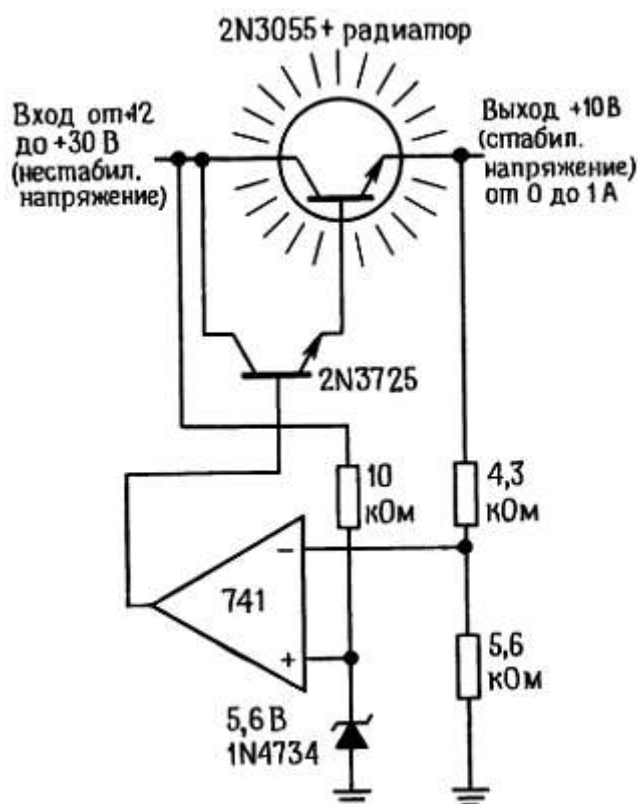 2N3055+ радиатор
Вход от+12
до +30 В
(нестабил.
напряжение)
Выход +10В
(стабил.
напряжение)
от 0 до 1 А
2N3725
10
кОм
4,3
кОм
–
741
+
5,6
кОм
5,6 В
1N4734